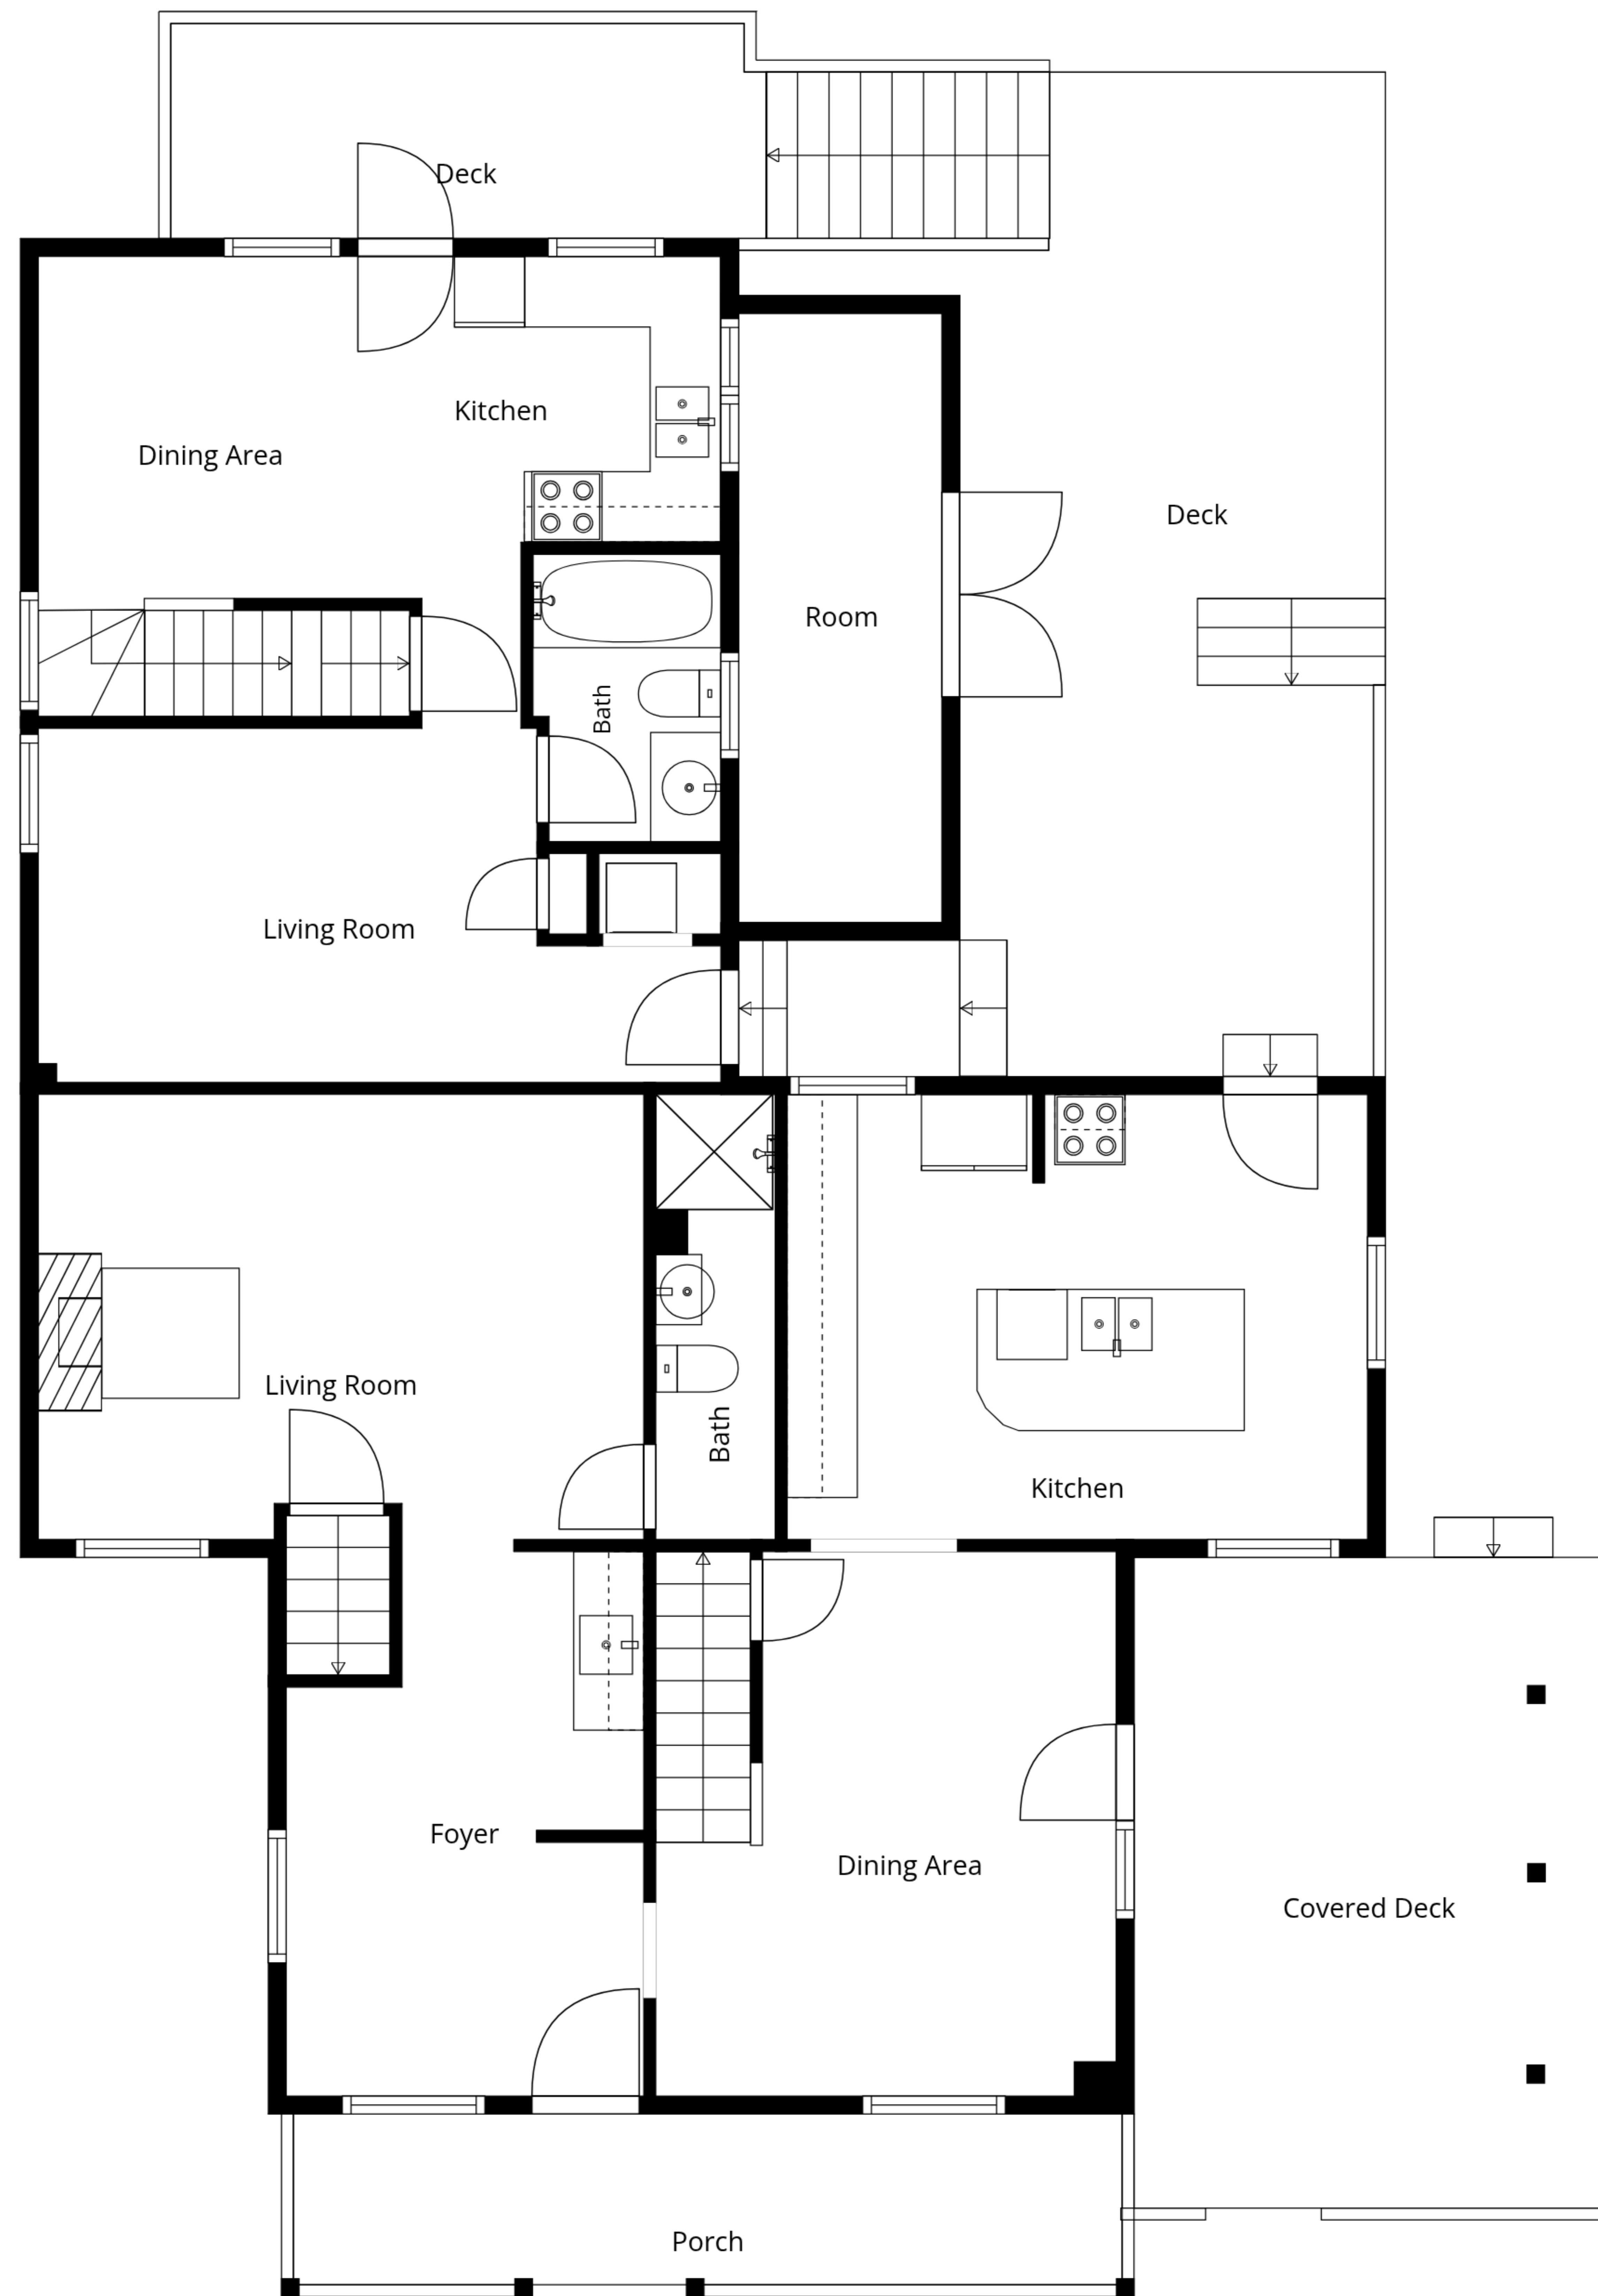 Deck
Kitchen
Dining Area
Deck
Room
Bath
Living Room
Living Room
Bath
Kitchen
Foyer
Dining Area
Covered Deck
Porch